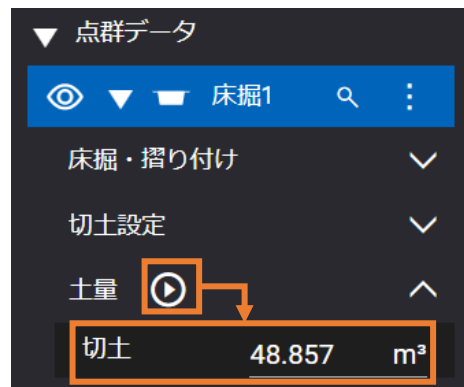 点群データ
床掘1
床掘・摺り付け
切土設定
土量
切土 48.857 m³